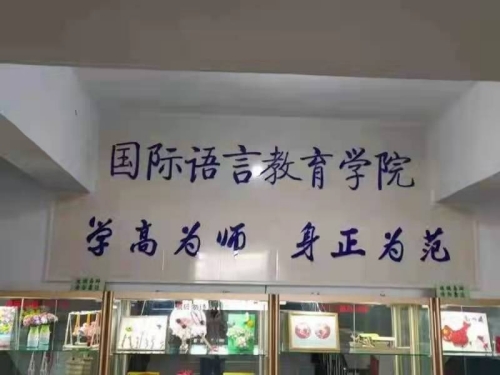 国际语言教育学院
学高为师 身正为范